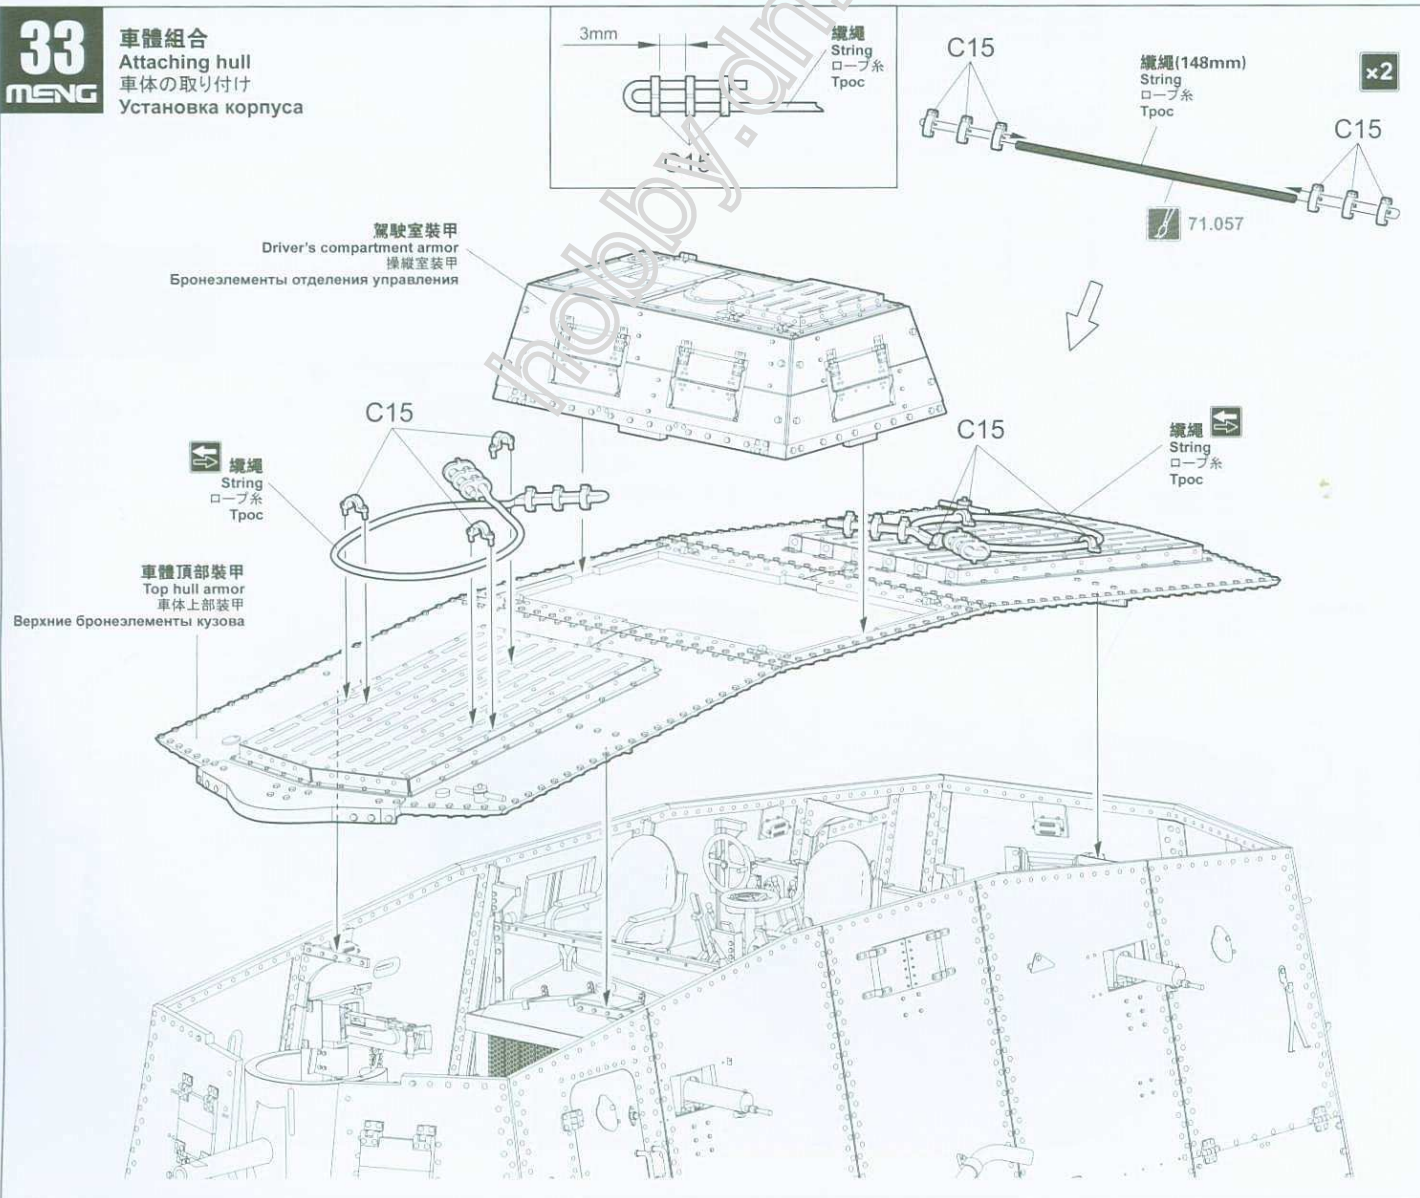 33
MENG
車體組合
Attaching hull
車体の取り付け
Установка корпуса
3mm
纜繩
String
ロープ糸
Трос
C15
C15
纜繩(148mm)
String
ロープ糸
Трос
×2
C15
71.057
駕駛室裝甲
Driver's compartment armor
操縦室装甲
Бронеэлементы отделения управления
C15
纜繩
String
ロープ糸
Трос
C15
纜繩
String
ロープ糸
Трос
車體頂部裝甲
Top hull armor
車体上部装甲
Верхние бронеэлементы кузова
hobby.dn